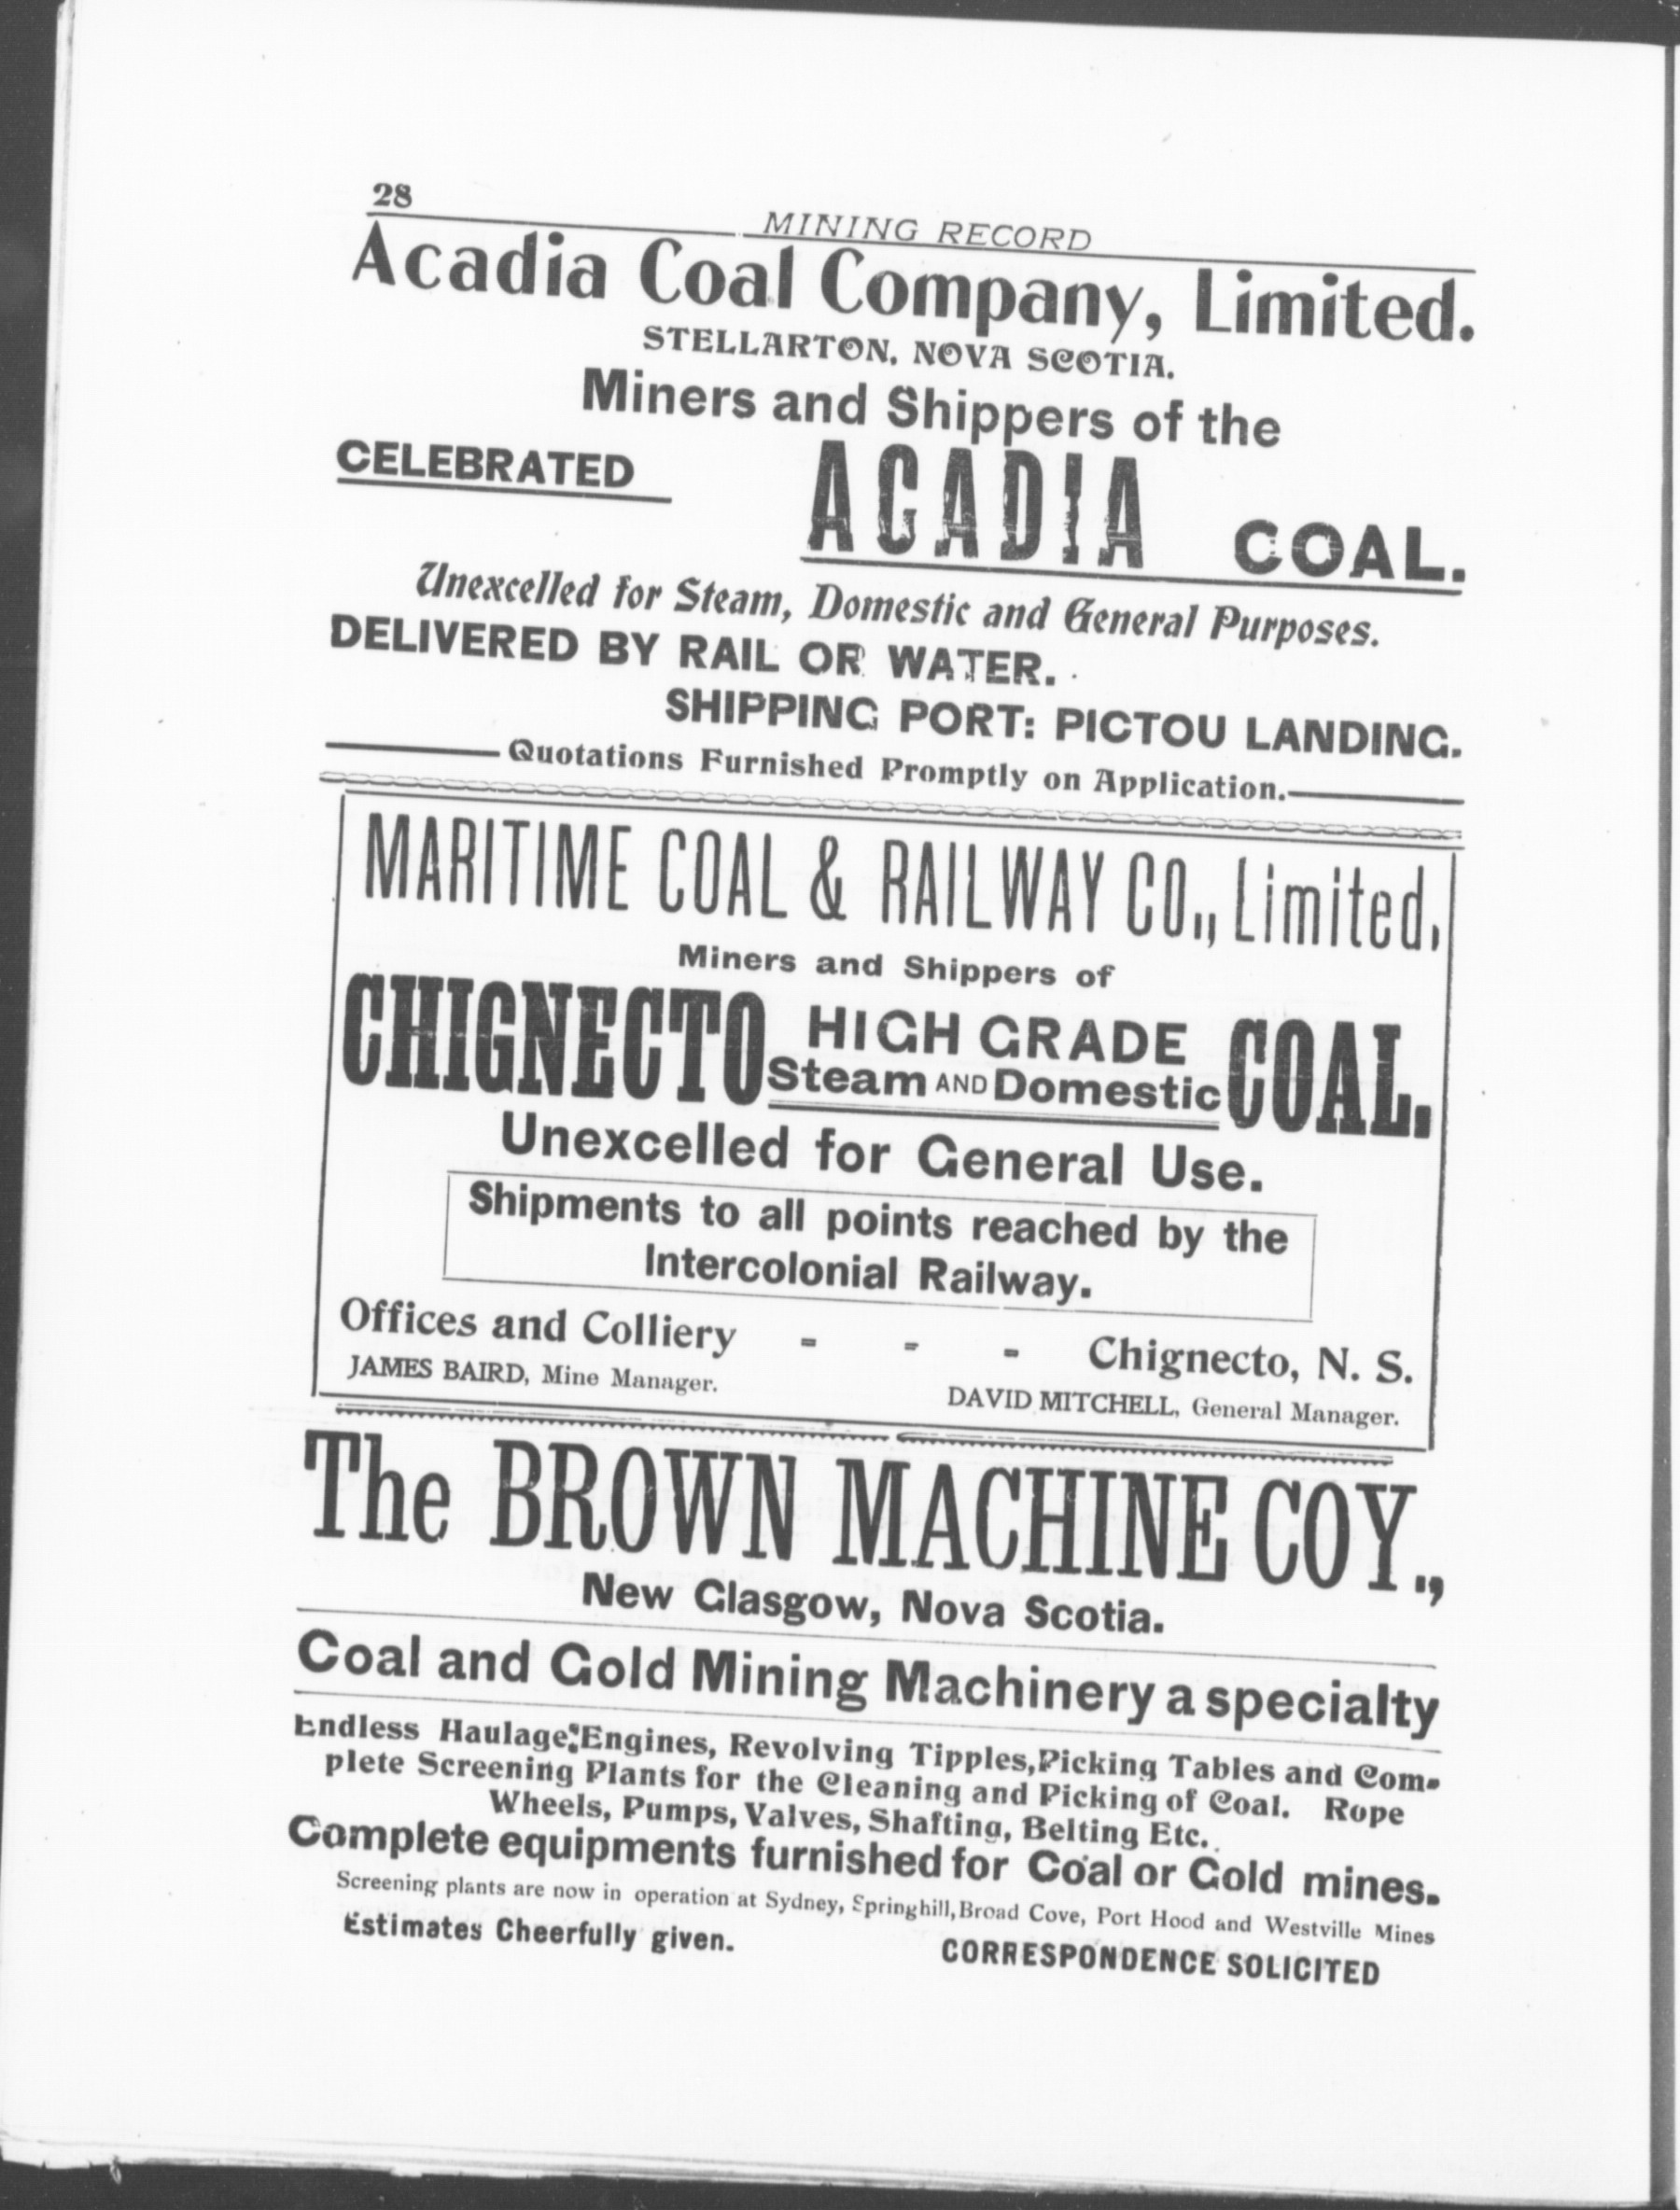 28
MINING RECORD
Acadia Coal Company, Limited.
STELLARTON, NOVA SCOTIA.
Miners and Shippers of the
CELEBRATED ACADIA COAL.
Unexcelled for Steam, Domestic and General Purposes.
DELIVERED BY RAIL OR WATER.
SHIPPING PORT: PICTOU LANDING.
Quotations Furnished Promptly on Application.
MARITIME COAL & RAILWAY CO., Limited,
Miners and Shippers of
CHIGNECTO HIGH GRADE COAL.
Steam AND Domestic
Unexcelled for General Use.
Shipments to all points reached by the
Intercolonial Railway.
Offices and Colliery - - - Chignecto, N. S.
JAMES BAIRD, Mine Manager.
DAVID MITCHELL, General Manager.
The BROWN MACHINE COY.,
New Glasgow, Nova Scotia.
Coal and Gold Mining Machinery a specialty
Endless Haulage Engines, Revolving Tipples, Picking Tables and Com-
plete Screening Plants for the Cleaning and Picking of Coal. Rope
Wheels, Pumps, Valves, Shafting, Belting Etc.
Complete equipments furnished for Coal or Gold mines.
Screening plants are now in operation at Sydney, Springhill, Broad Cove, Port Hood and Westville Mines
Estimates Cheerfully given.
CORRESPONDENCE SOLICITED